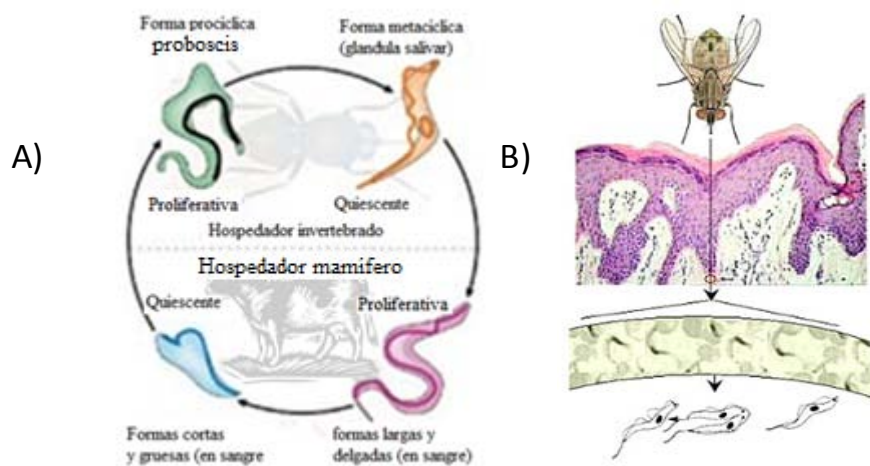 Forma prociclica
proboscis
Forma metaciclica
(glandula salivar)
A)
B)
Proliferativa
Quiescente
Hospedador invertebrado
Hospedador mamifero
Quiescente
Proliferativa
Formas cortas
y gruesas (en sangre
formas largas y
delgadas (en sangre)